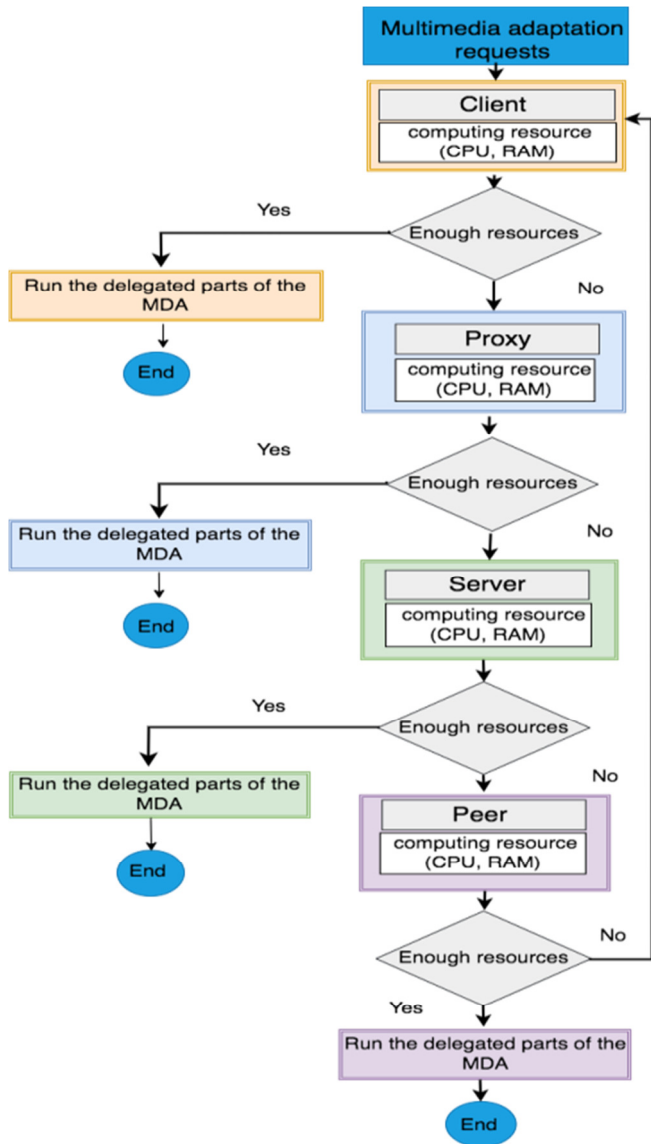 Multimedia adaptation
requests
Client
computing resource
(CPU, RAM)
Yes
Enough resources
No
Run the delegated parts of the
MDA
End
Proxy
computing resource
(CPU, RAM)
Yes
Enough resources
No
Run the delegated parts of the
MDA
End
Server
computing resource
(CPU, RAM)
Yes
Enough resources
No
Run the delegated parts of the
MDA
End
Peer
computing resource
(CPU, RAM)
Enough resources
No
Yes
Run the delegated parts of the
MDA
End